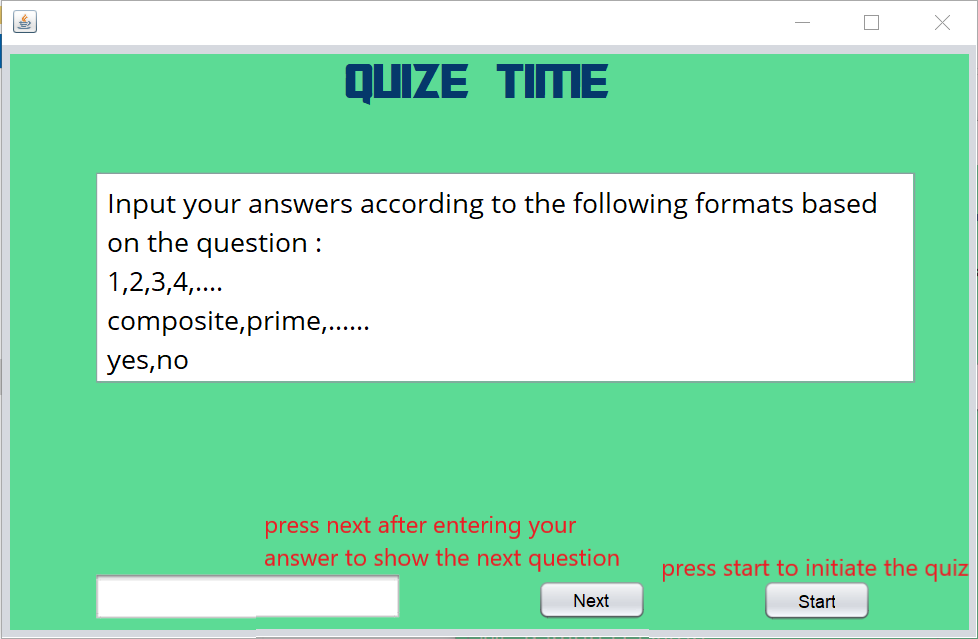 QUIZE TIME
Input your answers according to the following formats based
on the question :
1,2,3,4,....
composite,prime,......
yes,no
press next after entering your
answer to show the next question
press start to initiate the quiz
Next
Start